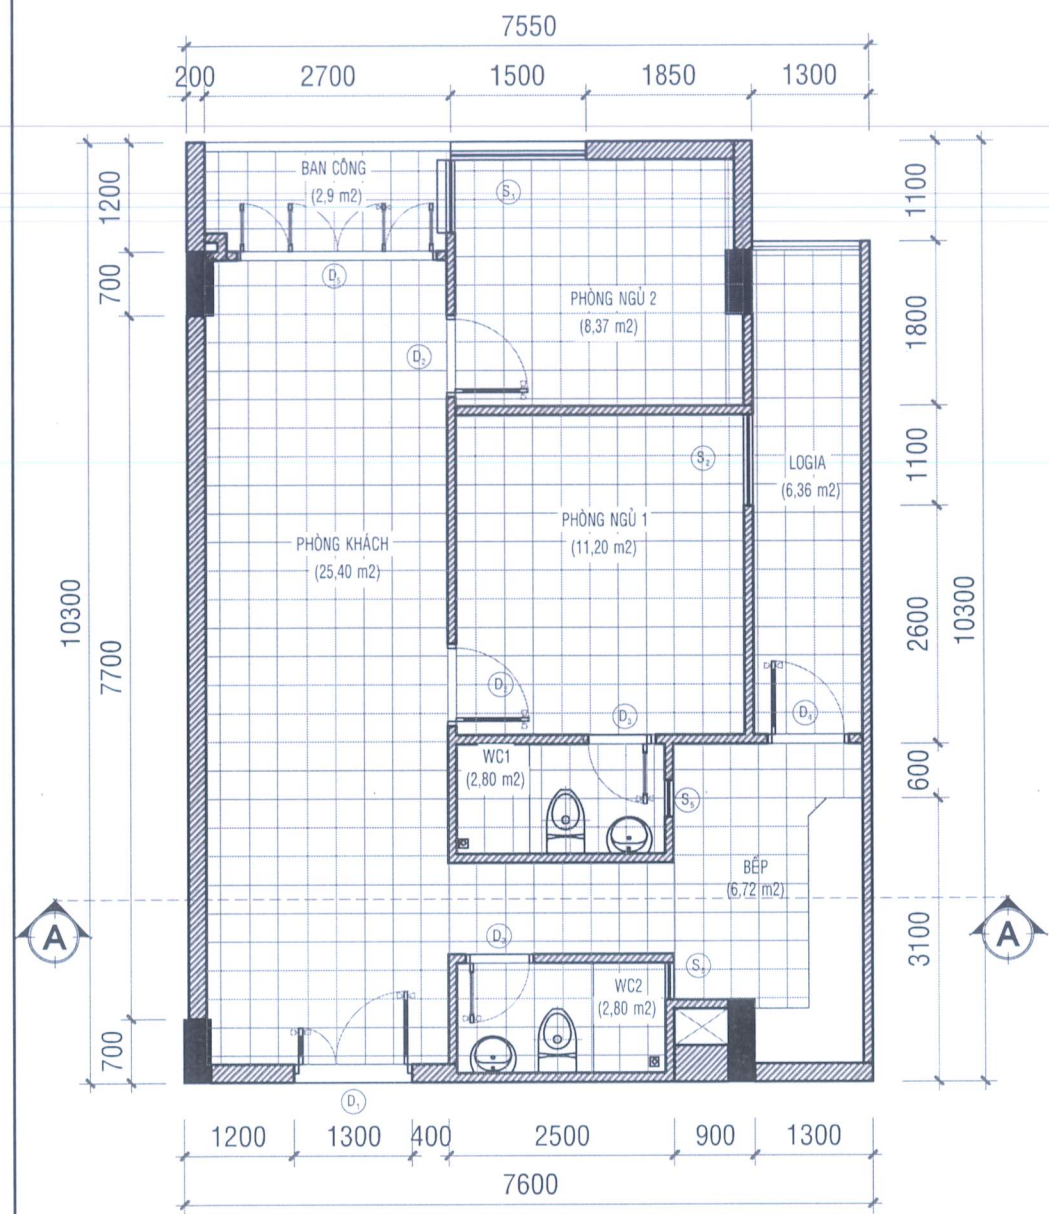 7550
200 2700 1500 1850 1300
BAN CÔNG
(2,9 m2)
S1
1200
1100
700
D5
PHÒNG NGỦ 2
(8,37 m2)
1800
D2
S2
LOGIA
(6,36 m2)
1100
PHÒNG NGỦ 1
(11,20 m2)
PHÒNG KHÁCH
(25,40 m2)
10300
7700
2600
10300
D2
D3
D4
WC1
(2,80 m2)
S5
600
BẾP
(6,72 m2)
A
D3
3100
A
WC2
(2,80 m2)
700
D1
1200 1300 400 2500 900 1300
7600